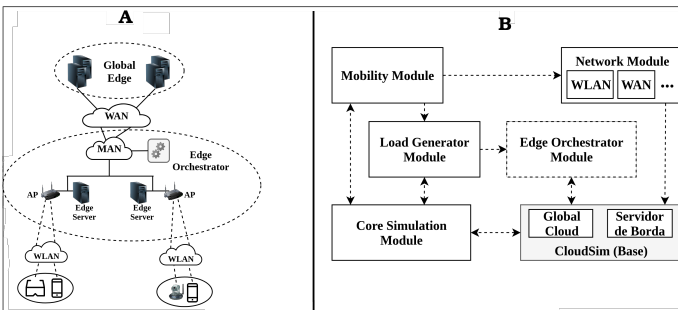 A
Global
Edge
WAN
MAN
Edge
Orchestrator
AP
Edge
Server
Edge
Server
AP
WLAN
WLAN
B
Mobility Module
Network Module
WLAN
WAN
...
Load Generator
Module
Edge Orchestrator
Module
Core Simulation
Module
Global
Cloud
Servidor
de Borda
CloudSim (Base)